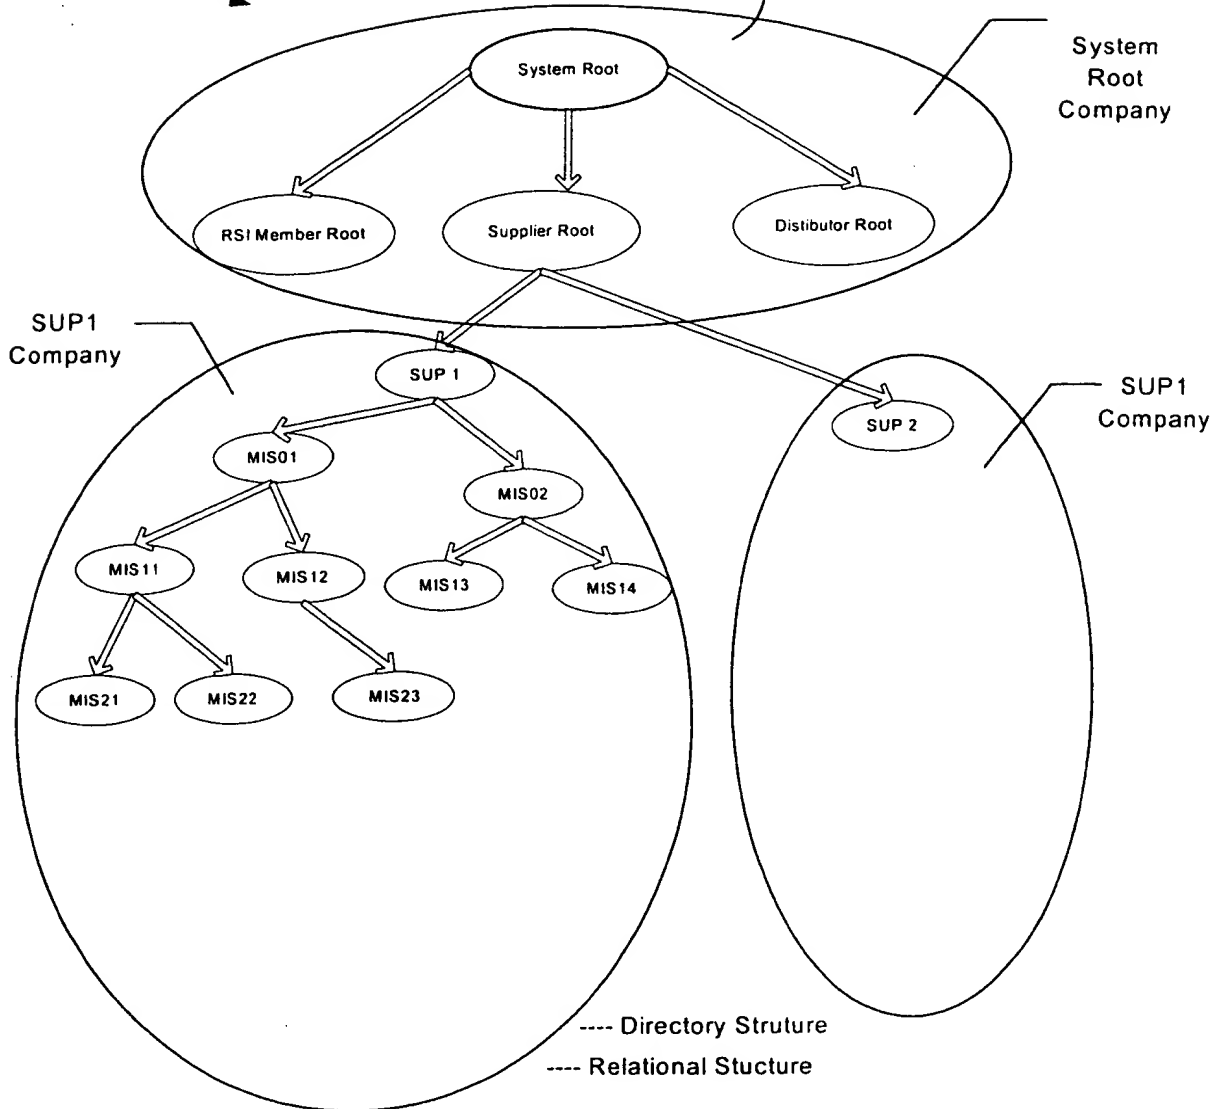 System Root
System
Root
Company
RSI Member Root
Supplier Root
Distibutor Root
SUP1
Company
SUP 1
SUP1
Company
SUP 2
MIS01
MIS02
MIS11
MIS12
MIS13
MIS14
MIS21
MIS22
MIS23
---- Directory Struture
---- Relational Stucture